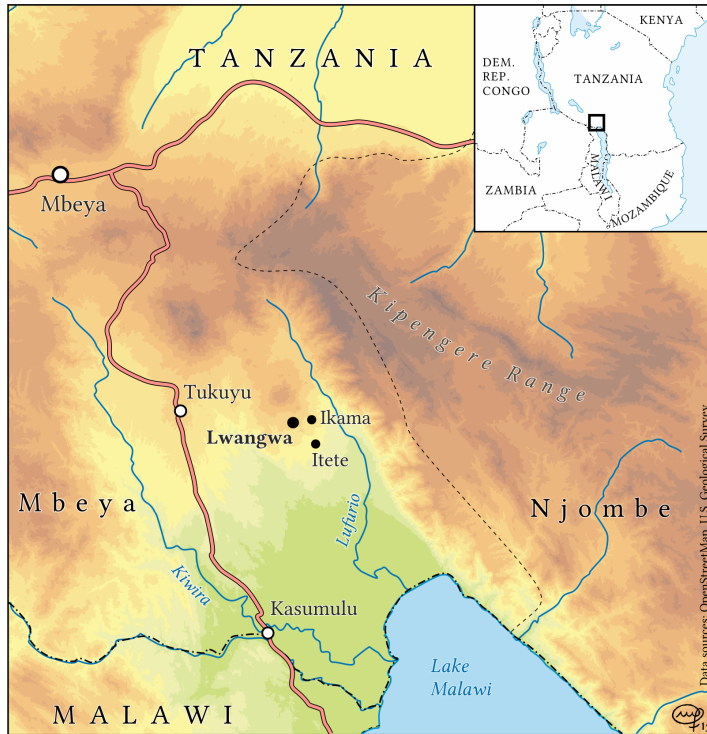 TANZANIA
KENYA
DEM.
REP.
CONGO
TANZANIA
ZAMBIA
MALAWI
MOZAMBIQUE
Mbeya
Kipengere Range
Tukuyu
Ikama
Lwangwa
Itete
Mbeya
Njombe
Lufurio
Kiwira
Kasumulu
Lake
Malawi
MALAWI
Data sources: OpenStreetMap, U.S. Geological Survey